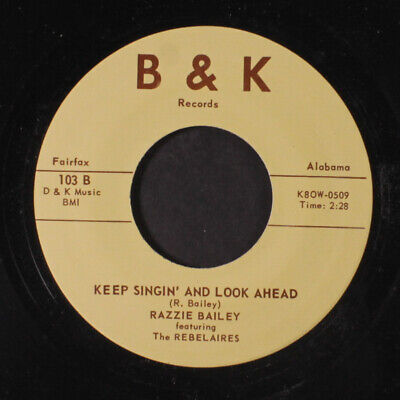 B & K
Records
Fairfax
Alabama
103 B
D & K Music
BMI
K8OW-0509
Time: 2:28
KEEP SINGIN' AND LOOK AHEAD
(R. Bailey)
RAZZIE BAILEY
featuring
The REBELAIRES